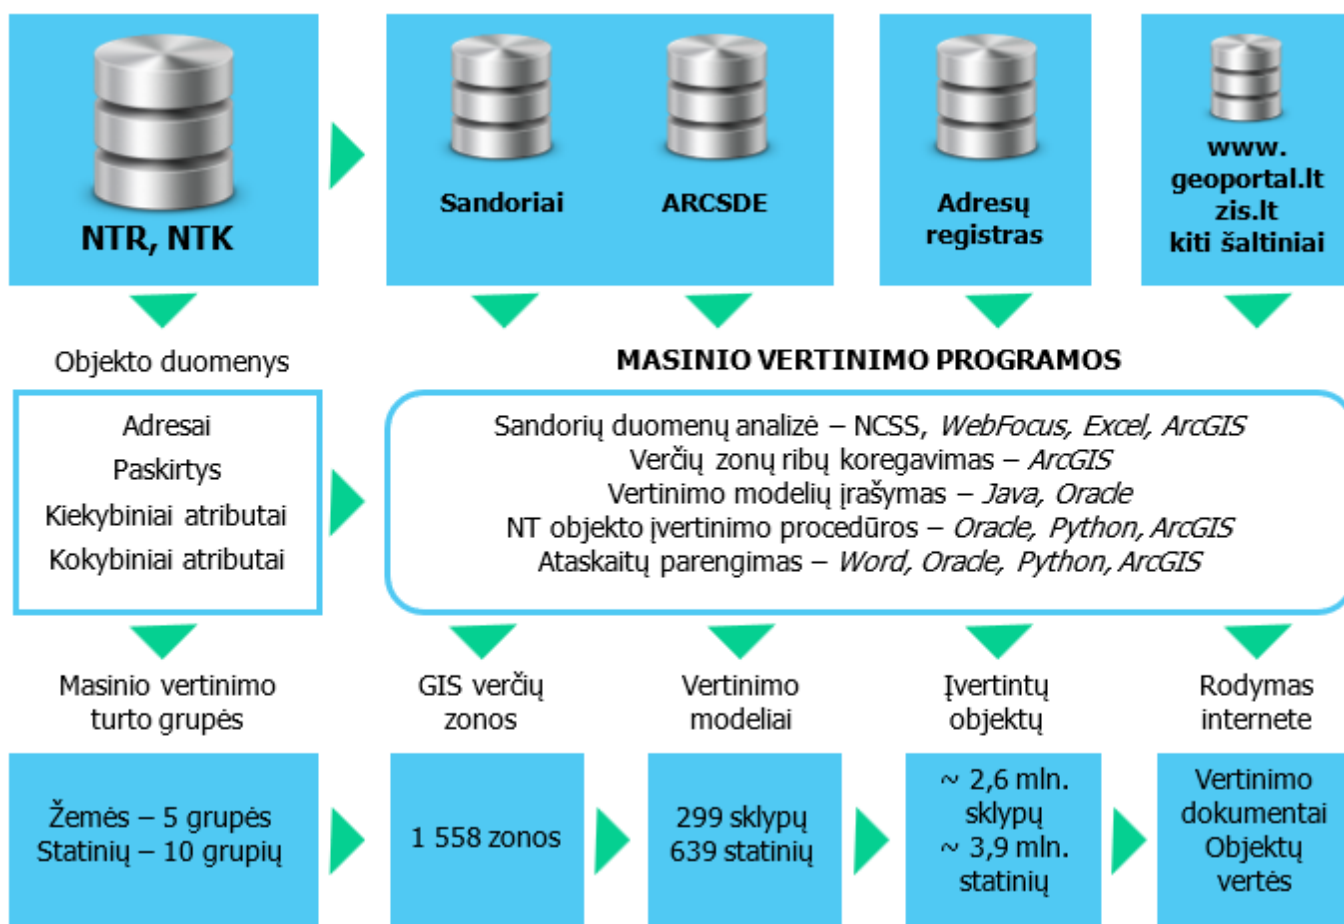 NTR, NTK
Sandoriai
ARCSDE
Adresų
registras
www.
geoportal.lt
zis.lt
kiti šaltiniai
Objekto duomenys
MASINIO VERTINIMO PROGRAMOS
Adresai
Paskirtys
Kiekybiniai atributai
Kokybiniai atributai
Sandorių duomenų analizė – NCSS, WebFocus, Excel, ArcGIS
Verčių zonų ribų koregavimas – ArcGIS
Vertinimo modelių įrašymas – Java, Oracle
NT objekto įvertinimo procedūros – Oracle, Python, ArcGIS
Ataskaitų parengimas – Word, Oracle, Python, ArcGIS
Masinio vertinimo
turto grupės
GIS verčių
zonos
Vertinimo
modeliai
Įvertintų
objektų
Rodymas
internete
Žemės – 5 grupės
Statinių – 10 grupių
1 558 zonos
299 sklypų
639 statinių
~ 2,6 mln.
sklypų
~ 3,9 mln.
statinių
Vertinimo
dokumentai
Objektų
vertės